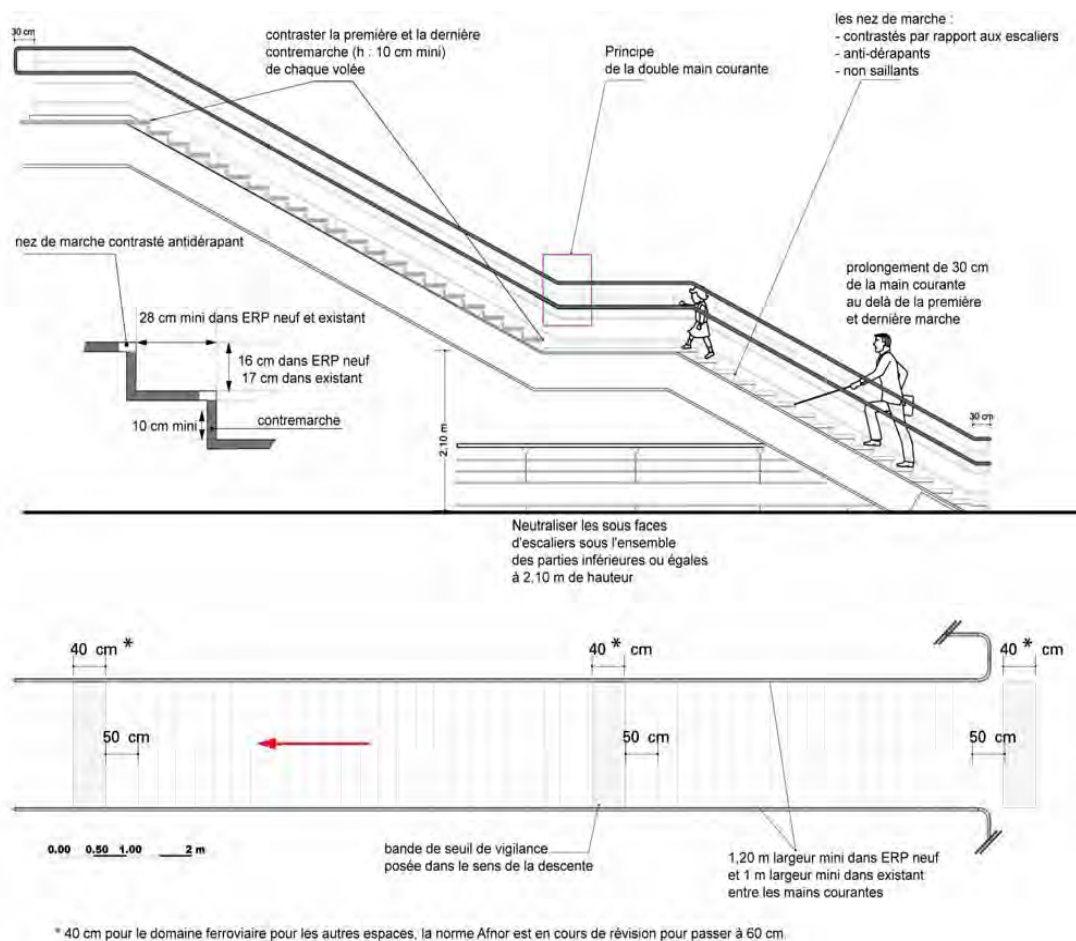 30 cm
contraster la première et la dernière
contremarche (h : 10 cm mini)
de chaque volée
Principe
de la double main courante
les nez de marche :
- contrastés par rapport aux escaliers
- anti-dérapants
- non saillants
nez de marche contrasté antidérapant
28 cm mini dans ERP neuf et existant
16 cm dans ERP neuf
17 cm dans existant
10 cm mini
contremarche
2,10 m
prolongement de 30 cm
de la main courante
au delà de la première
et dernière marche
30 cm
Neutraliser les sous faces
d'escaliers sous l'ensemble
des parties inférieures ou égales
à 2,10 m de hauteur
40 cm *
40 * cm
40 * cm
50 cm
50 cm
50 cm
0.00 0.50 1.00 2 m
bande de seuil de vigilance
posée dans le sens de la descente
1,20 m largeur mini dans ERP neuf
et 1 m largeur mini dans existant
entre les mains courantes
* 40 cm pour le domaine ferroviaire pour les autres espaces, la norme Afnor est en cours de révision pour passer à 60 cm